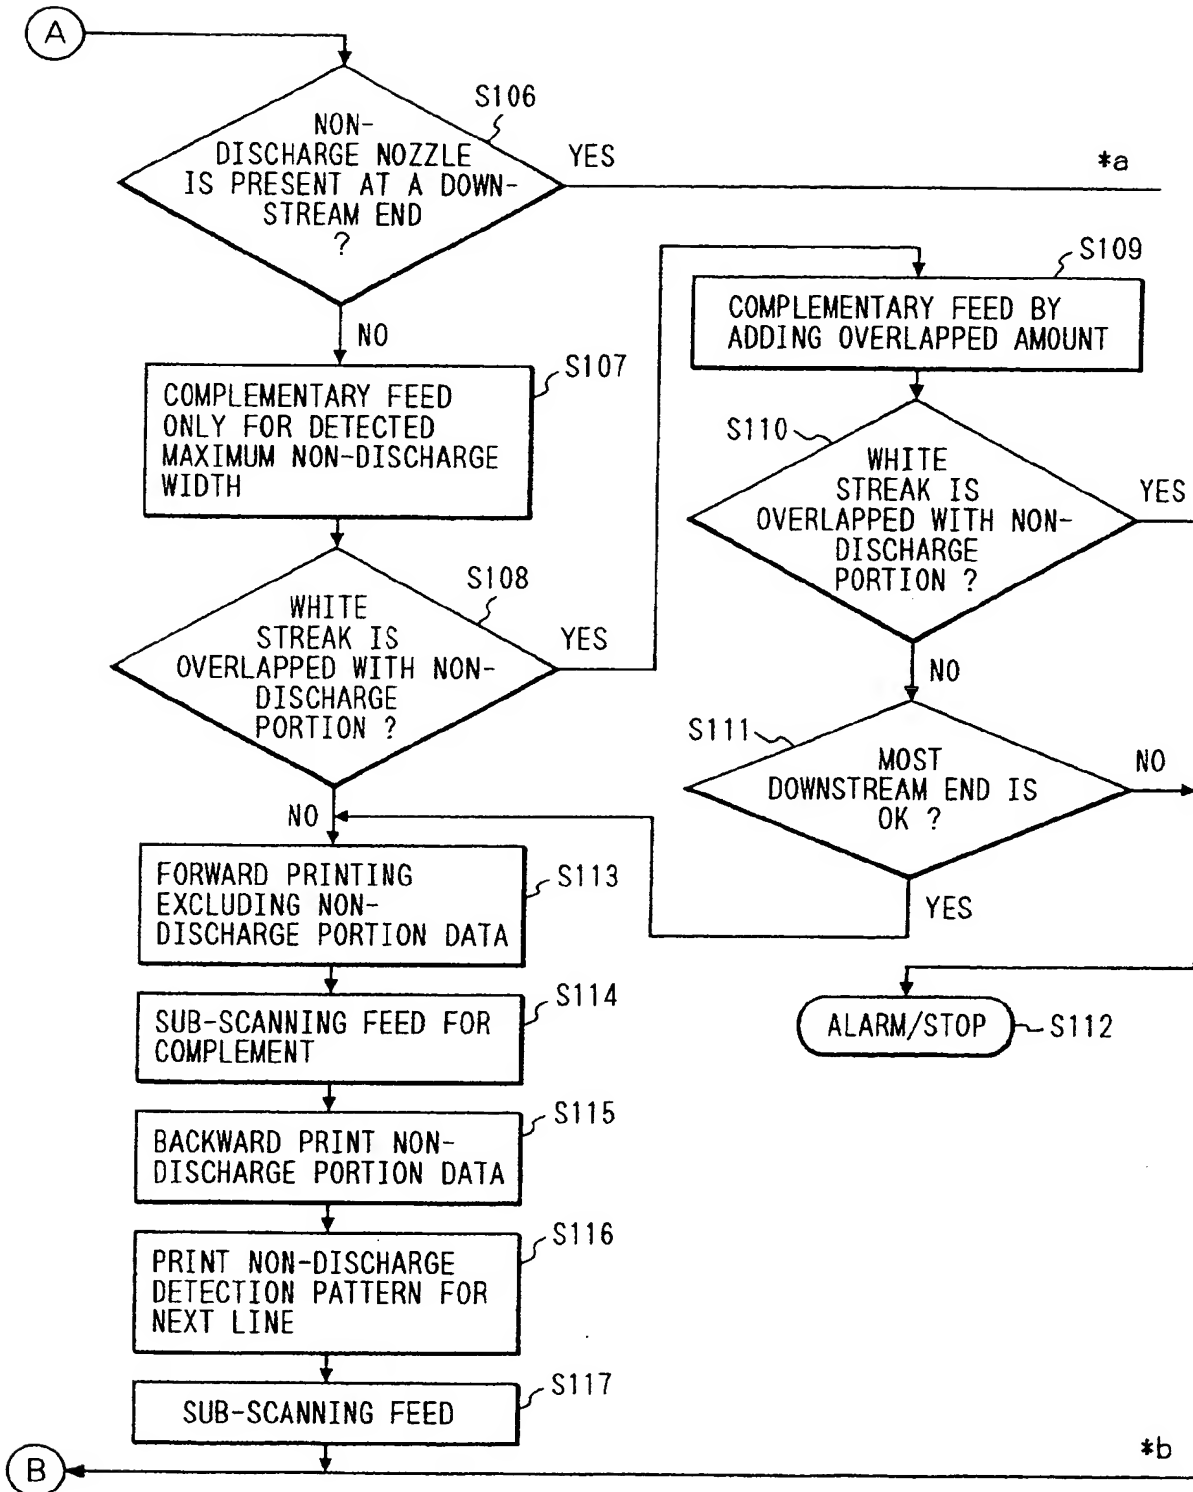 A
S106
NON-
DISCHARGE NOZZLE
IS PRESENT AT A DOWN-
STREAM END
?
YES
*a
NO
S107
COMPLEMENTARY FEED
ONLY FOR DETECTED
MAXIMUM NON-DISCHARGE
WIDTH
S108
WHITE
STREAK IS
OVERLAPPED WITH NON-
DISCHARGE
PORTION ?
YES
NO
S109
COMPLEMENTARY FEED BY
ADDING OVERLAPPED AMOUNT
S110
WHITE
STREAK IS
OVERLAPPED WITH NON-
DISCHARGE
PORTION ?
YES
NO
S111
MOST
DOWNSTREAM END IS
OK ?
NO
YES
ALARM/STOP
S112
FORWARD PRINTING
EXCLUDING NON-
DISCHARGE PORTION DATA
S113
SUB-SCANNING FEED FOR
COMPLEMENT
S114
BACKWARD PRINT NON-
DISCHARGE PORTION DATA
S115
PRINT NON-DISCHARGE
DETECTION PATTERN FOR
NEXT LINE
S116
SUB-SCANNING FEED
S117
*b
B